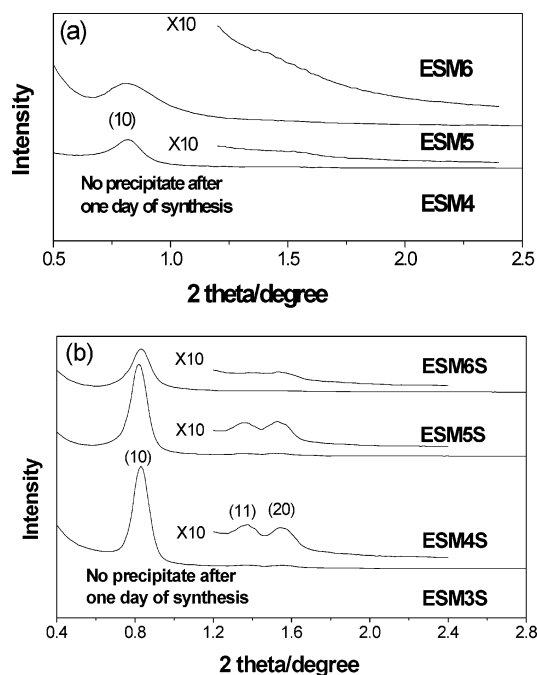 (a)
X10
ESM6
(10)
X10
ESM5
No precipitate after
one day of synthesis
ESM4
Intensity
0.5 1.0 1.5 2.0 2.5
2 theta/degree
(b)
X10
ESM6S
X10
ESM5S
(10)
(11) (20)
X10
ESM4S
No precipitate after
one day of synthesis
ESM3S
Intensity
0.4 0.8 1.2 1.6 2.0 2.4 2.8
2 theta/degree